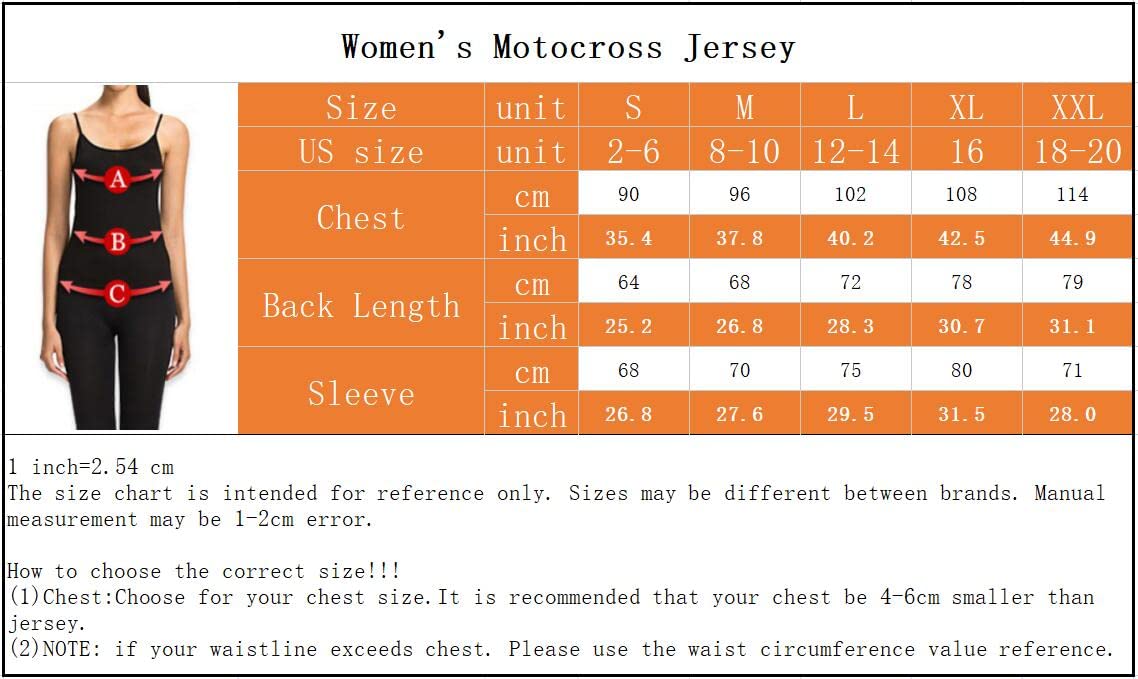 Women's Motocross Jersey
Size unit S M L XL XXL
US size unit 2-6 8-10 12-14 16 18-20
Chest
cm 90 96 102 108 114
inch 35.4 37.8 40.2 42.5 44.9
Back Length
cm 64 68 72 78 79
inch 25.2 26.8 28.3 30.7 31.1
Sleeve
cm 68 70 75 80 71
inch 26.8 27.6 29.5 31.5 28.0
A
B
C
1 inch=2.54 cm
The size chart is intended for reference only. Sizes may be different between brands. Manual
measurement may be 1-2cm error.
How to choose the correct size!!!
(1)Chest:Choose for your chest size.It is recommended that your chest be 4-6cm smaller than
jersey.
(2)NOTE: if your waistline exceeds chest. Please use the waist circumference value reference.